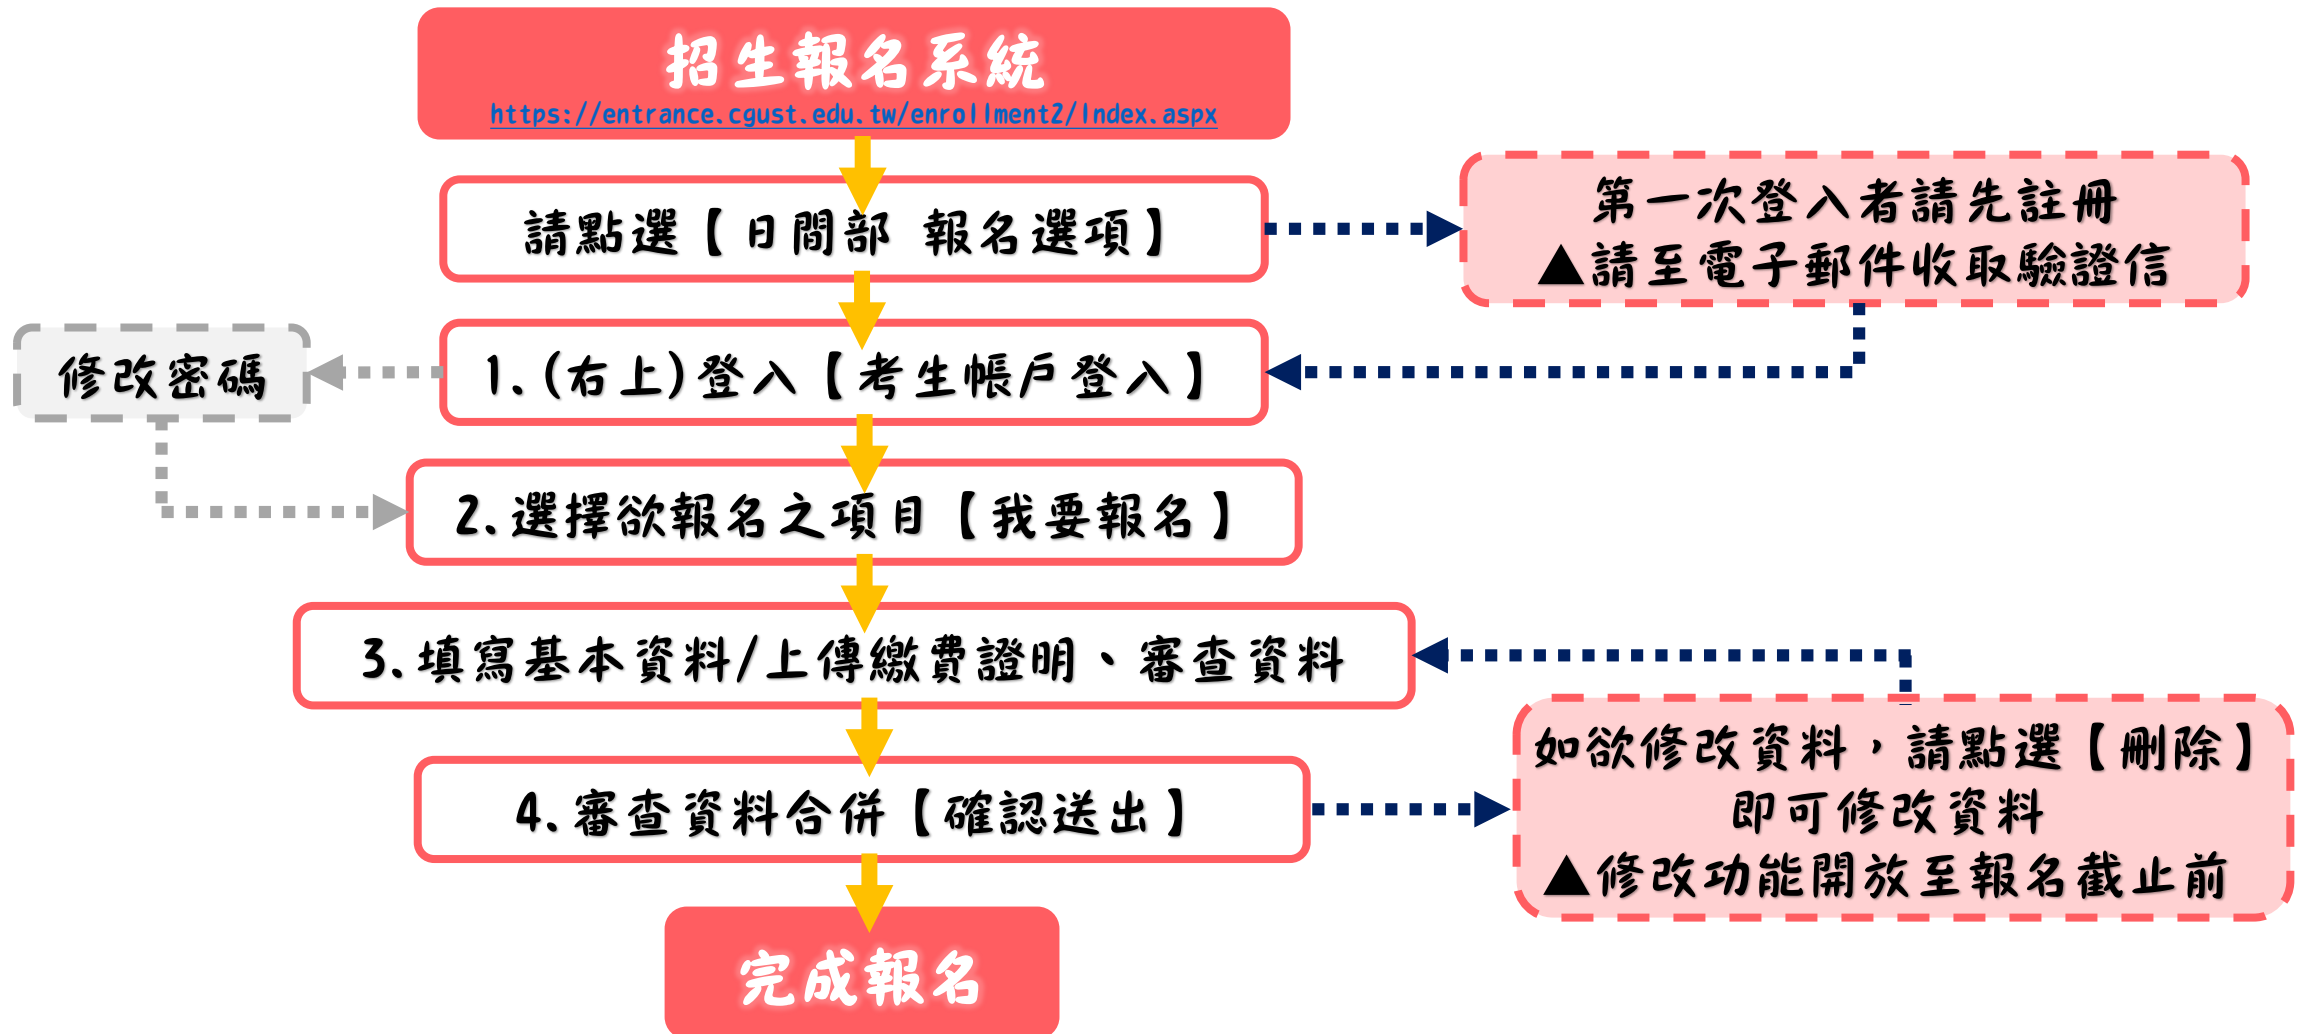 招生報名系統
https://entrance.cgust.edu.tw/enrollment2/Index.aspx
請點選【日間部 報名選項】
第一次登入者請先註冊
▲請至電子郵件收取驗證信
修改密碼
1.(右上)登入【考生帳戶登入】
2.選擇欲報名之項目【我要報名】
3.填寫基本資料/上傳繳費證明、審查資料
4.審查資料合併【確認送出】
如欲修改資料，請點選【刪除】
即可修改資料
▲修改功能開放至報名截止前
完成報名